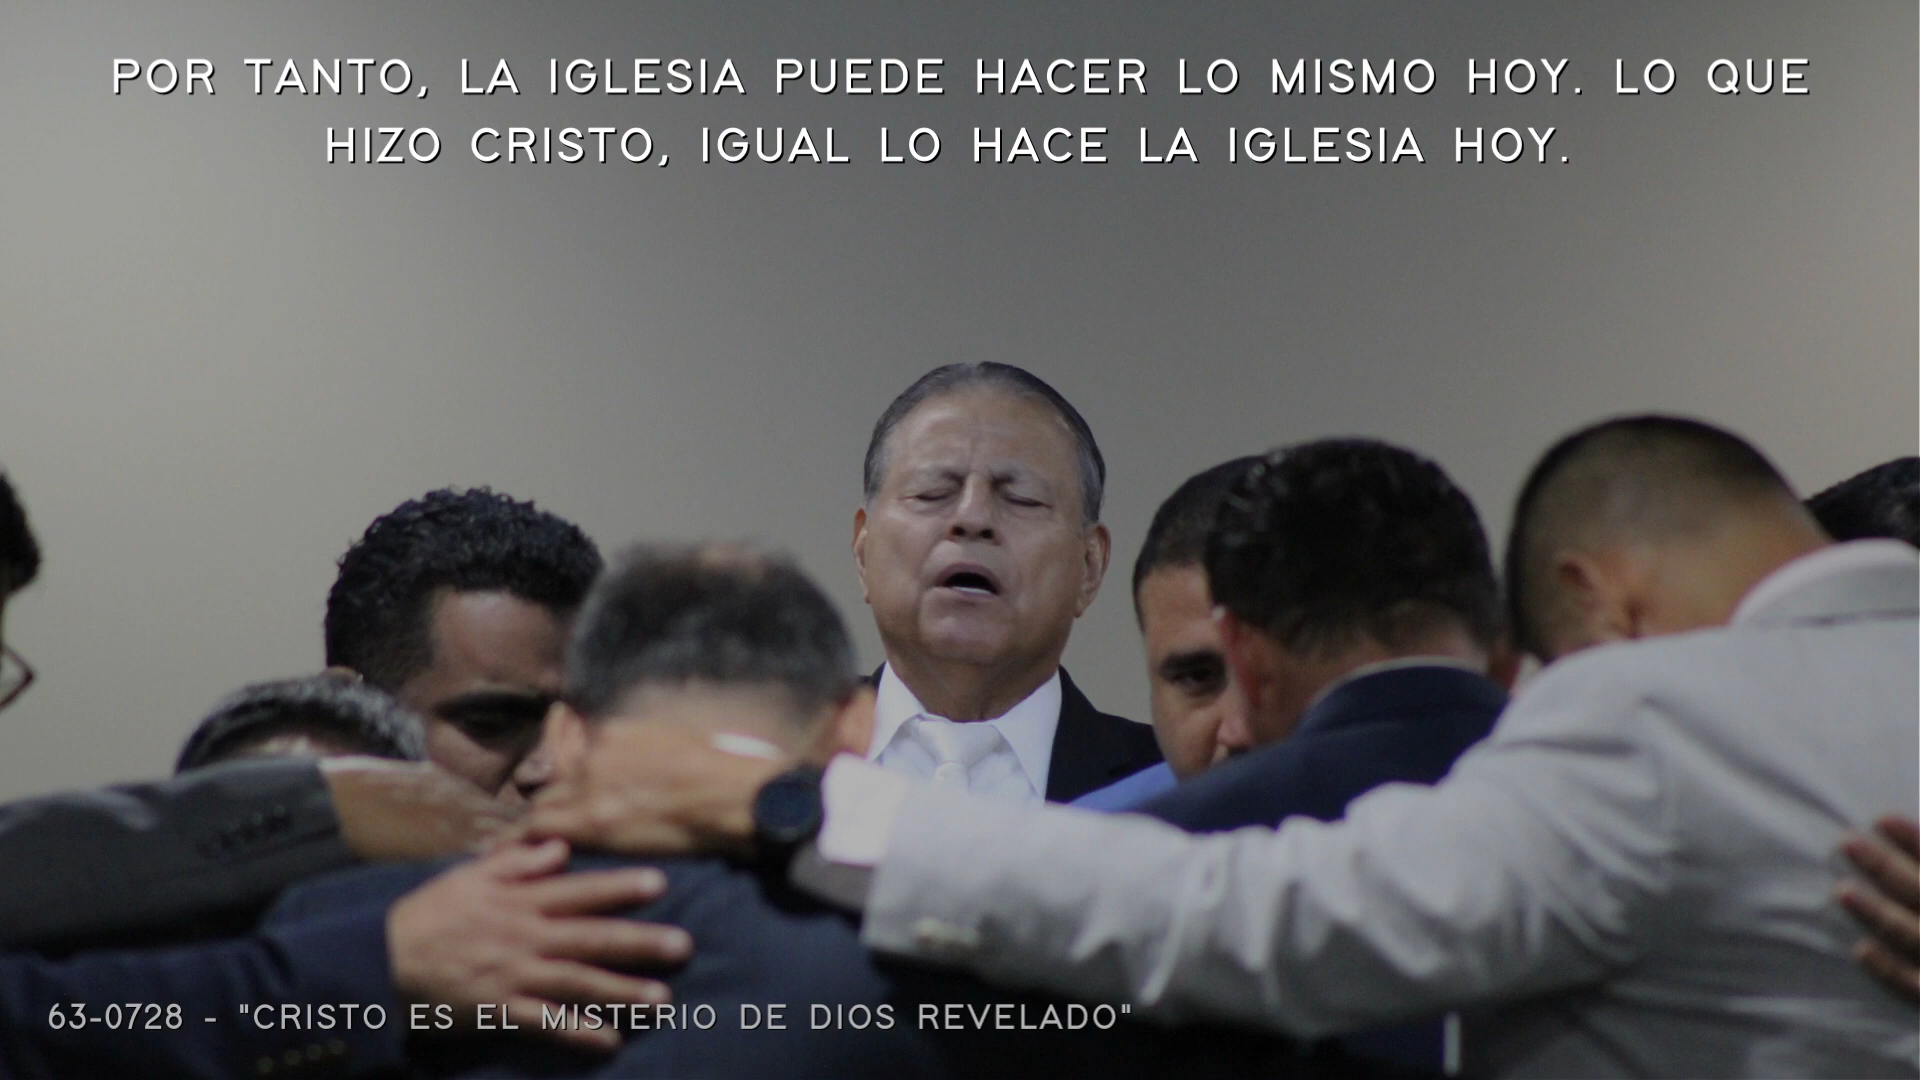 POR TANTO, LA IGLESIA PUEDE HACER LO MISMO HOY. LO QUE
HIZO CRISTO, IGUAL LO HACE LA IGLESIA HOY.
63-0728 - "CRISTO ES EL MISTERIO DE DIOS REVELADO"